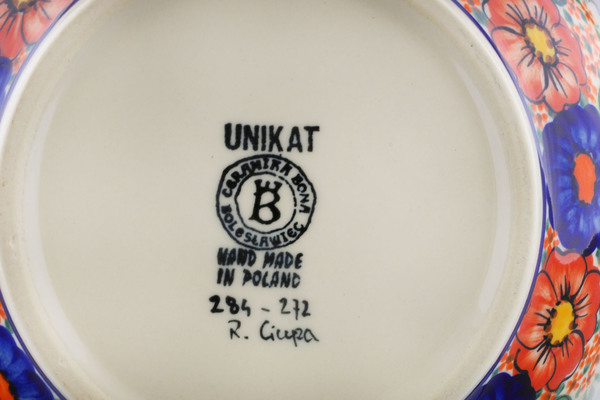 UNIKAT
CERAMIKA BONA
B
BOLESŁAWIEC
HAND MADE
IN POLAND
284 - 272
R. Ciupa